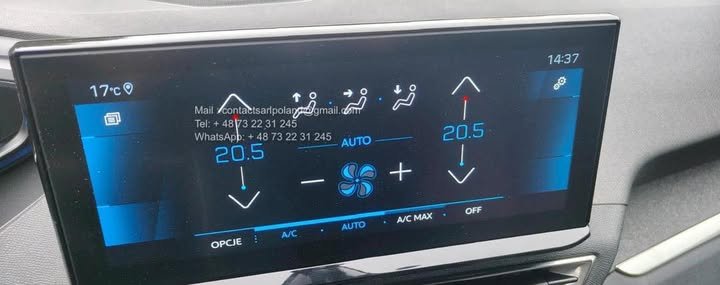 14:37
17°C
Mail :contactsarlpoland@gmail.com
Tel: + 48 73 22 31 245
WhatsApp: + 48 73 22 31 245
AUTO
20.5
20.5
OPCJE
A/C
AUTO
A/C MAX
OFF